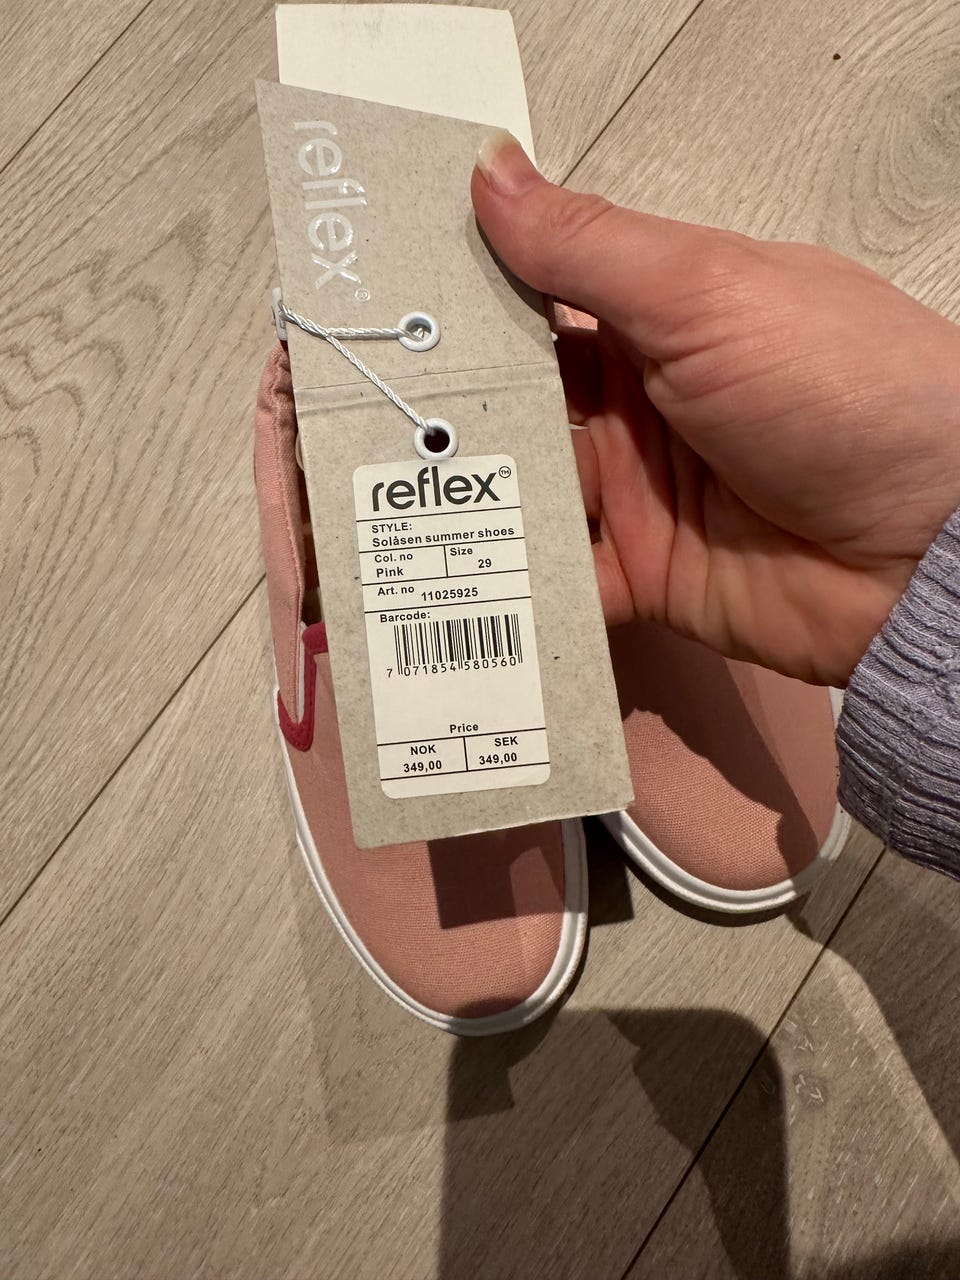 reflex®
reflex™
STYLE:
Solåsen summer shoes
Col. no Size
Pink 29
Art. no 11025925
Barcode:
7 071854 580560
Price
NOK SEK
349,00 349,00